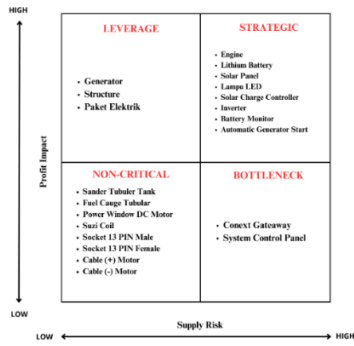 HIGH
LEVERAGE
STRATEGIC
Generator
Structure
Paket Elektrik
Engine
Lithium Battery
Solar Panel
Lampu LED
Solar Charge Controller
Inverter
Battery Monitor
Automatic Generator Start
Profit Impact
NON-CRITICAL
BOTTLENECK
Sander Tubuler Tank
Fuel Cauge Tubular
Power Window DC Motor
Suzi Coil
Socket 13 PIN Male
Socket 13 PIN Female
Cable (+) Motor
Cable (-) Motor
Conext Gateaway
System Control Panel
LOW
Supply Risk
LOW
HIGH